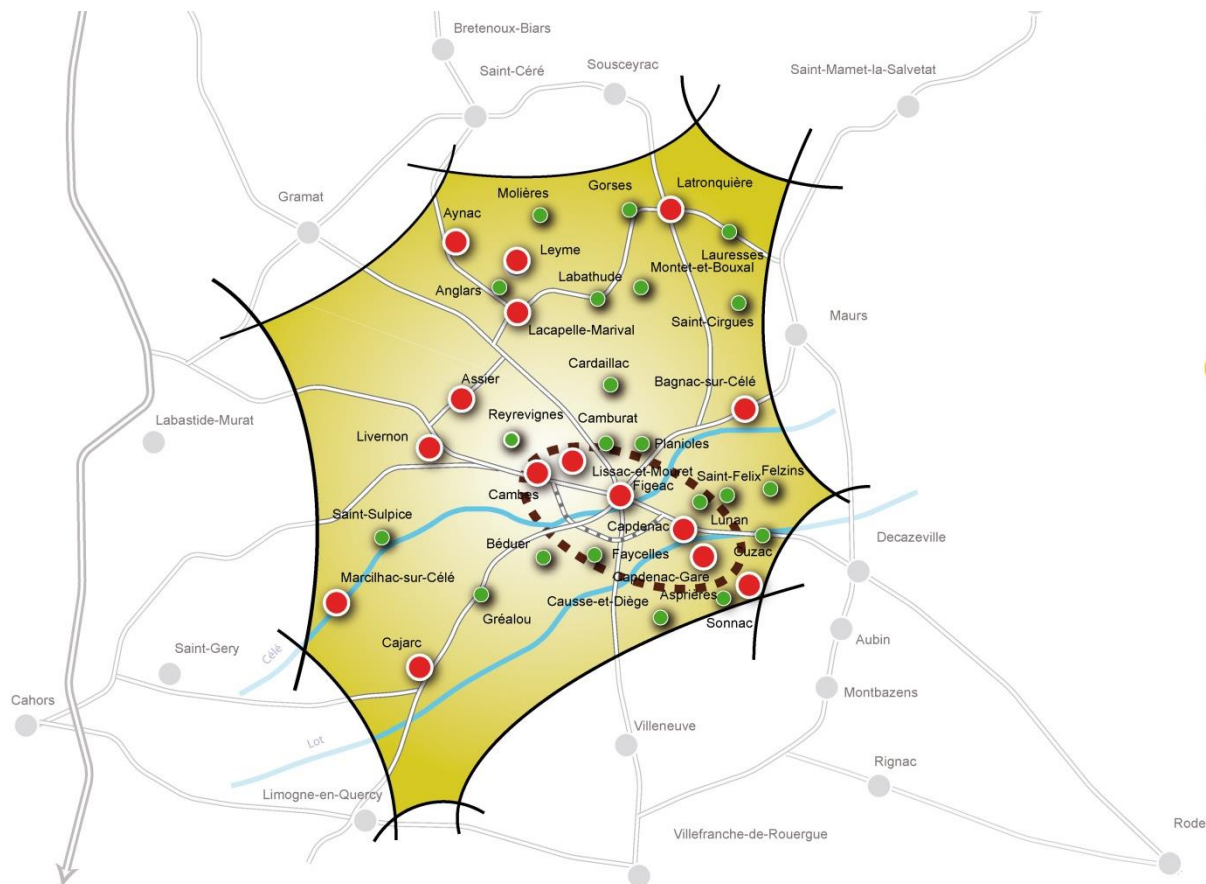 Bretenoux-Biars
Saint-Céré
Sousceyrac
Saint-Mamet-la-Salvetat
Gramat
Molières
Gorses
Latronquière
Aynac
Leyme
Lauresses
Montet-et-Bouxal
Labathude
Anglars
Saint-Cirgues
Lacapelle-Marival
Maurs
Cardaillac
Assier
Bagnac-sur-Célé
Reyrevignes
Camburat
Labastide-Murat
Livernon
Planioles
Lissac-et-Mouret
Saint-Felix
Felzins
Cambes
Figeac
Saint-Sulpice
Capdenac
Lunan
Decazeville
Béduer
Faycelles
Cuzac
Marcilhac-sur-Célé
Capdenac-Gare
Causse-et-Diège
Asprières
Gréalou
Sonnac
Cajarc
Aubin
Saint-Gery
Célé
Montbazens
Cahors
Lot
Villeneuve
Rignac
Limogne-en-Quercy
Villefranche-de-Rouergue
Rode